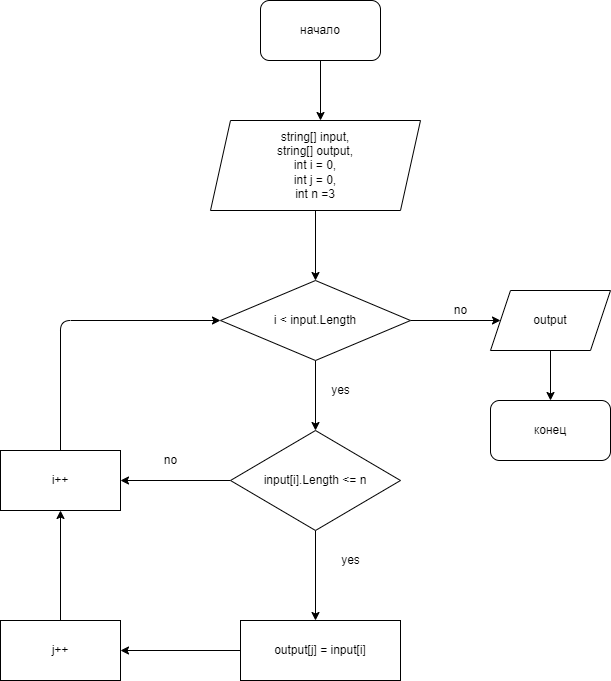 начало
string[] input,
string[] output,
int i = 0,
int j = 0,
int n =3
i < input.Length
no
output
yes
конец
no
input[i].Length <= n
i++
yes
j++
output[j] = input[i]